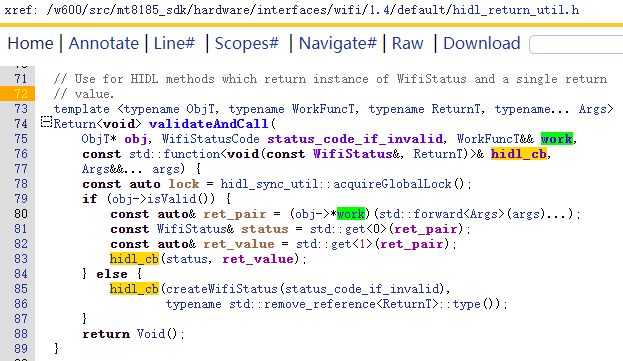 xref: /w600/src/mt8185_sdk/hardware/interfaces/wifi/1.4/default/hidl_return_util.h
Home | Annotate | Line# | Scopes# | Navigate# | Raw | Download
71 // Use for HIDL methods which return instance of WifiStatus and a single return
72 // value.
73 template <typename ObjT, typename WorkFuncT, typename ReturnT, typename... Args>
74 Return<void> validateAndCall(
75 ObjT* obj, WifiStatusCode status_code_if_invalid, WorkFuncT&& work,
76 const std::function<void(const WifiStatus&, ReturnT)>& hidl_cb,
77 Args&&... args) {
78 const auto lock = hidl_sync_util::acquireGlobalLock();
79 if (obj->isValid()) {
80 const auto& ret_pair = (obj->*work)(std::forward<Args>(args)...);
81 const WifiStatus& status = std::get<0>(ret_pair);
82 const auto& ret_value = std::get<1>(ret_pair);
83 hidl_cb(status, ret_value);
84 } else {
85 hidl_cb(createWifiStatus(status_code_if_invalid),
86 typename std::remove_reference<ReturnT>::type());
87 }
88 return Void();
89 }